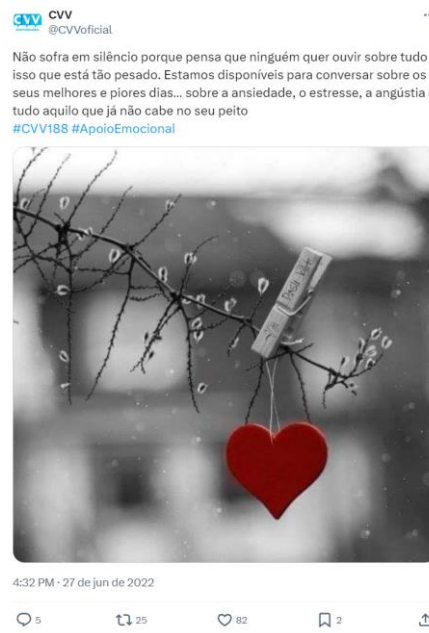 CVV
CVV
@CVVoficial
Não sofra em silêncio porque pensa que ninguém quer ouvir sobre tudo
isso que está tão pesado. Estamos disponíveis para conversar sobre os
seus melhores e piores dias... sobre a ansiedade, o estresse, a angústia
tudo aquilo que já não cabe no seu peito
#CVV188 #ApoioEmocional
4:32 PM · 27 de jun de 2022
5 25 82 2